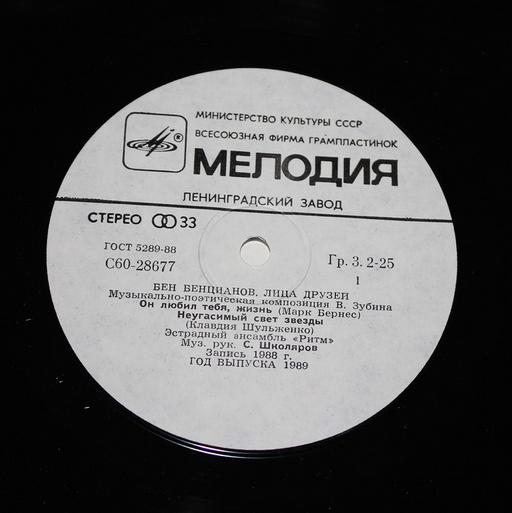 МИНИСТЕРСТВО КУЛЬТУРЫ СССР
ВСЕСОЮЗНАЯ ФИРМА ГРАМПЛАСТИНОК
®
МЕЛОДИЯ
ЛЕНИНГРАДСКИЙ ЗАВОД
СТЕРЕО 33
ГОСТ 5289-88
С60-28677
Гр. 3. 2-25
1
БЕН БЕНЦИАНОВ. ЛИЦА ДРУЗЕЙ
Музыкально-поэтическая композиция В. Зубина
Он любил тебя, жизнь (Марк Бернес)
Неугасимый свет звезды
(Клавдия Шульженко)
Эстрадный ансамбль «Ритм»
Муз. рук. С. Школяров
Запись 1988 г.
ГОД ВЫПУСКА 1989